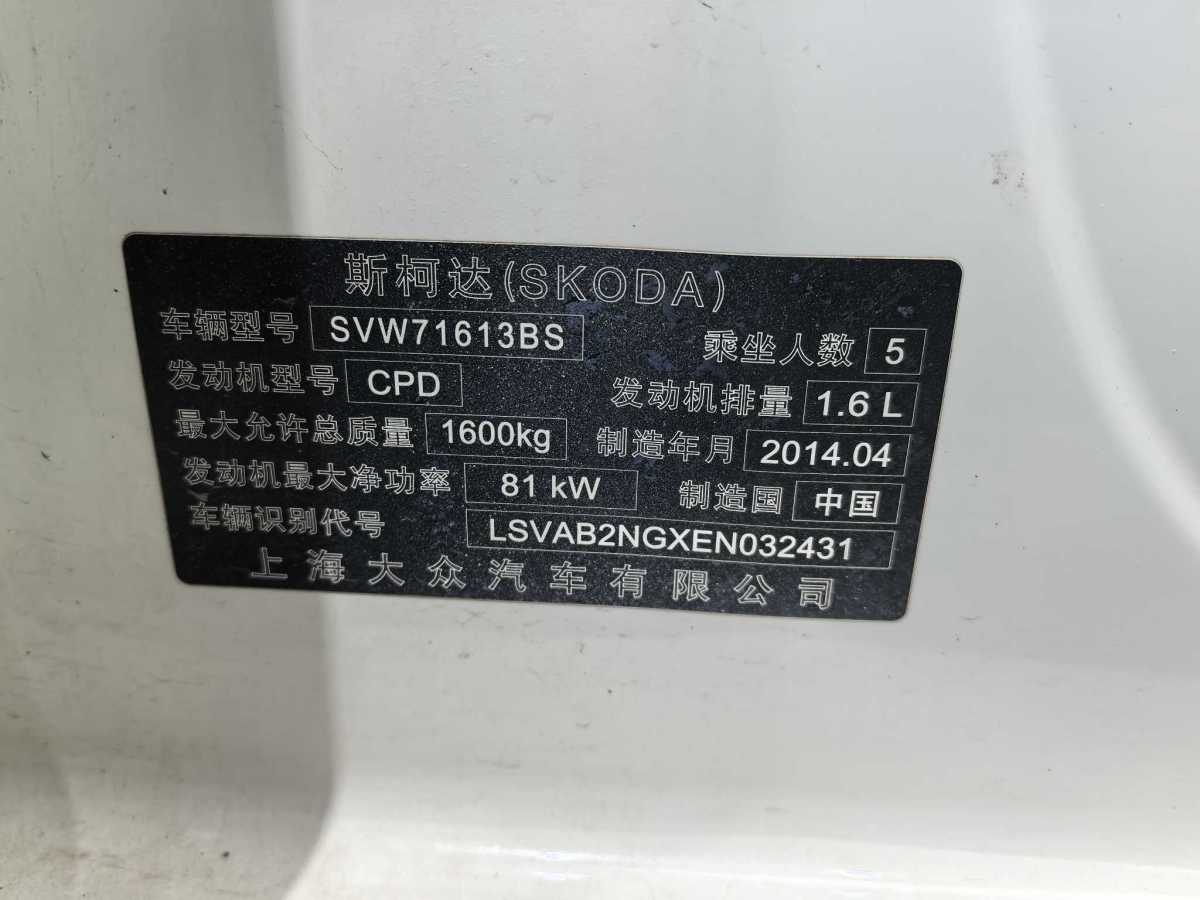 斯柯达(SKODA)
车辆型号 SVW71613BS 乘坐人数 5
发动机型号 CPD 发动机排量 1.6 L
最大允许总质量 1600kg 制造年月 2014.04
发动机最大净功率 81 kW 制造国 中国
车辆识别代号 LSVAB2NGXEN032431
上海大众汽车有限公司